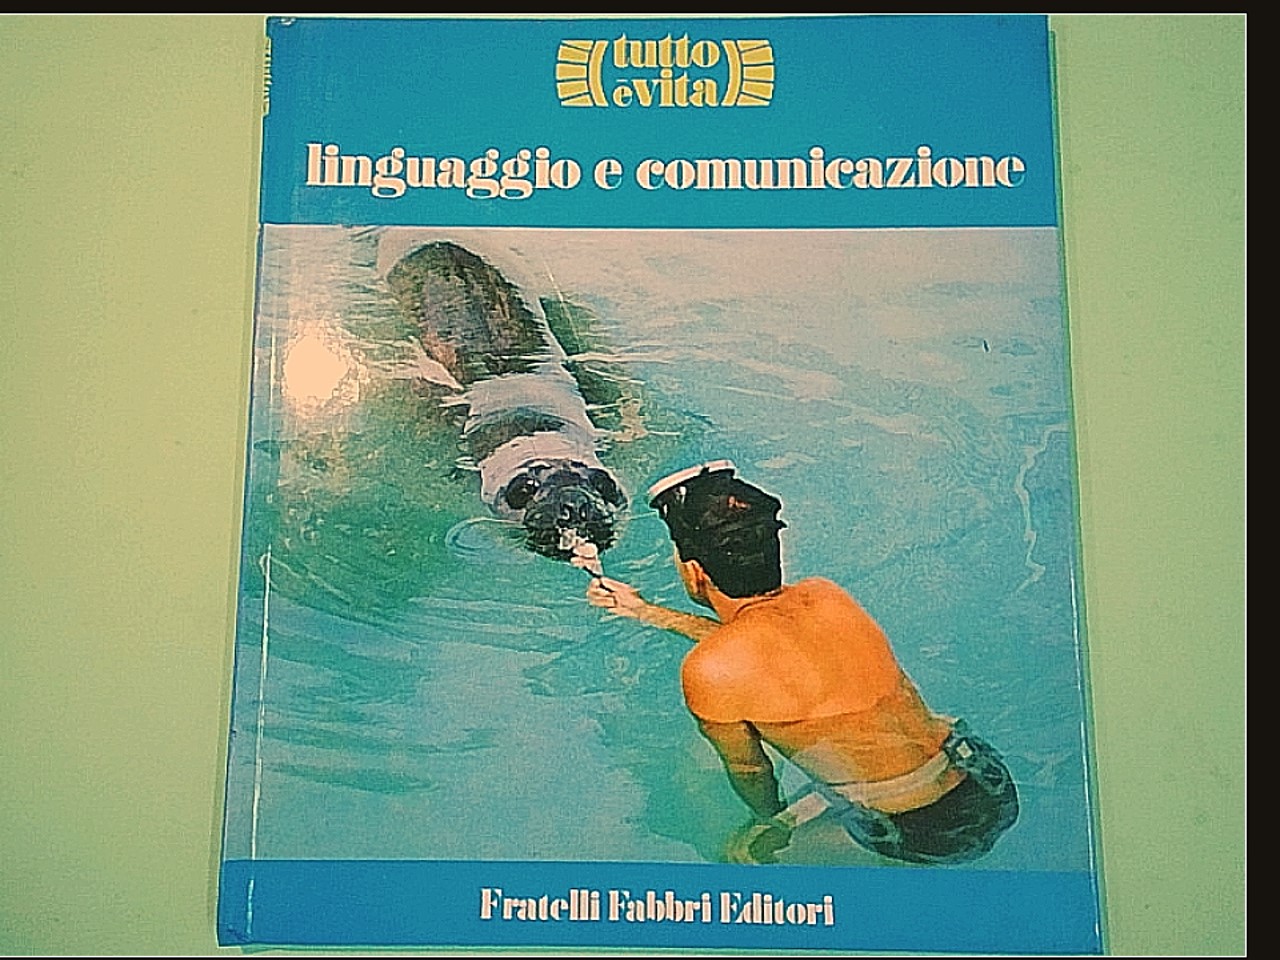 tutto
è vita
linguaggio e comunicazione
Fratelli Fabbri Editori